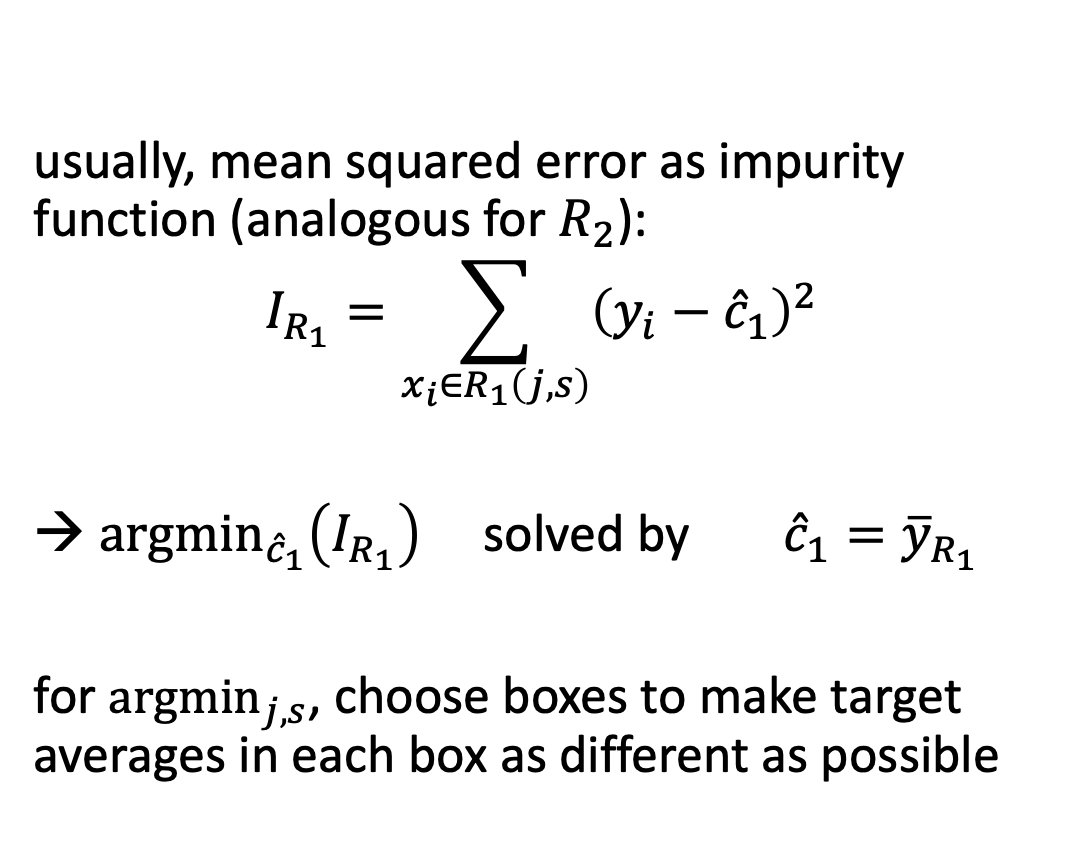 usually, mean squared error as impurity
function (analogous for R₂):
I_{R₁} = ∑_{xᵢ∈R₁(j,s)} (yᵢ − ĉ₁)²
→ argmin_{ĉ₁}(I_{R₁}) solved by ĉ₁ = ȳ_{R₁}
for argmin_{j,s}, choose boxes to make target
averages in each box as different as possible